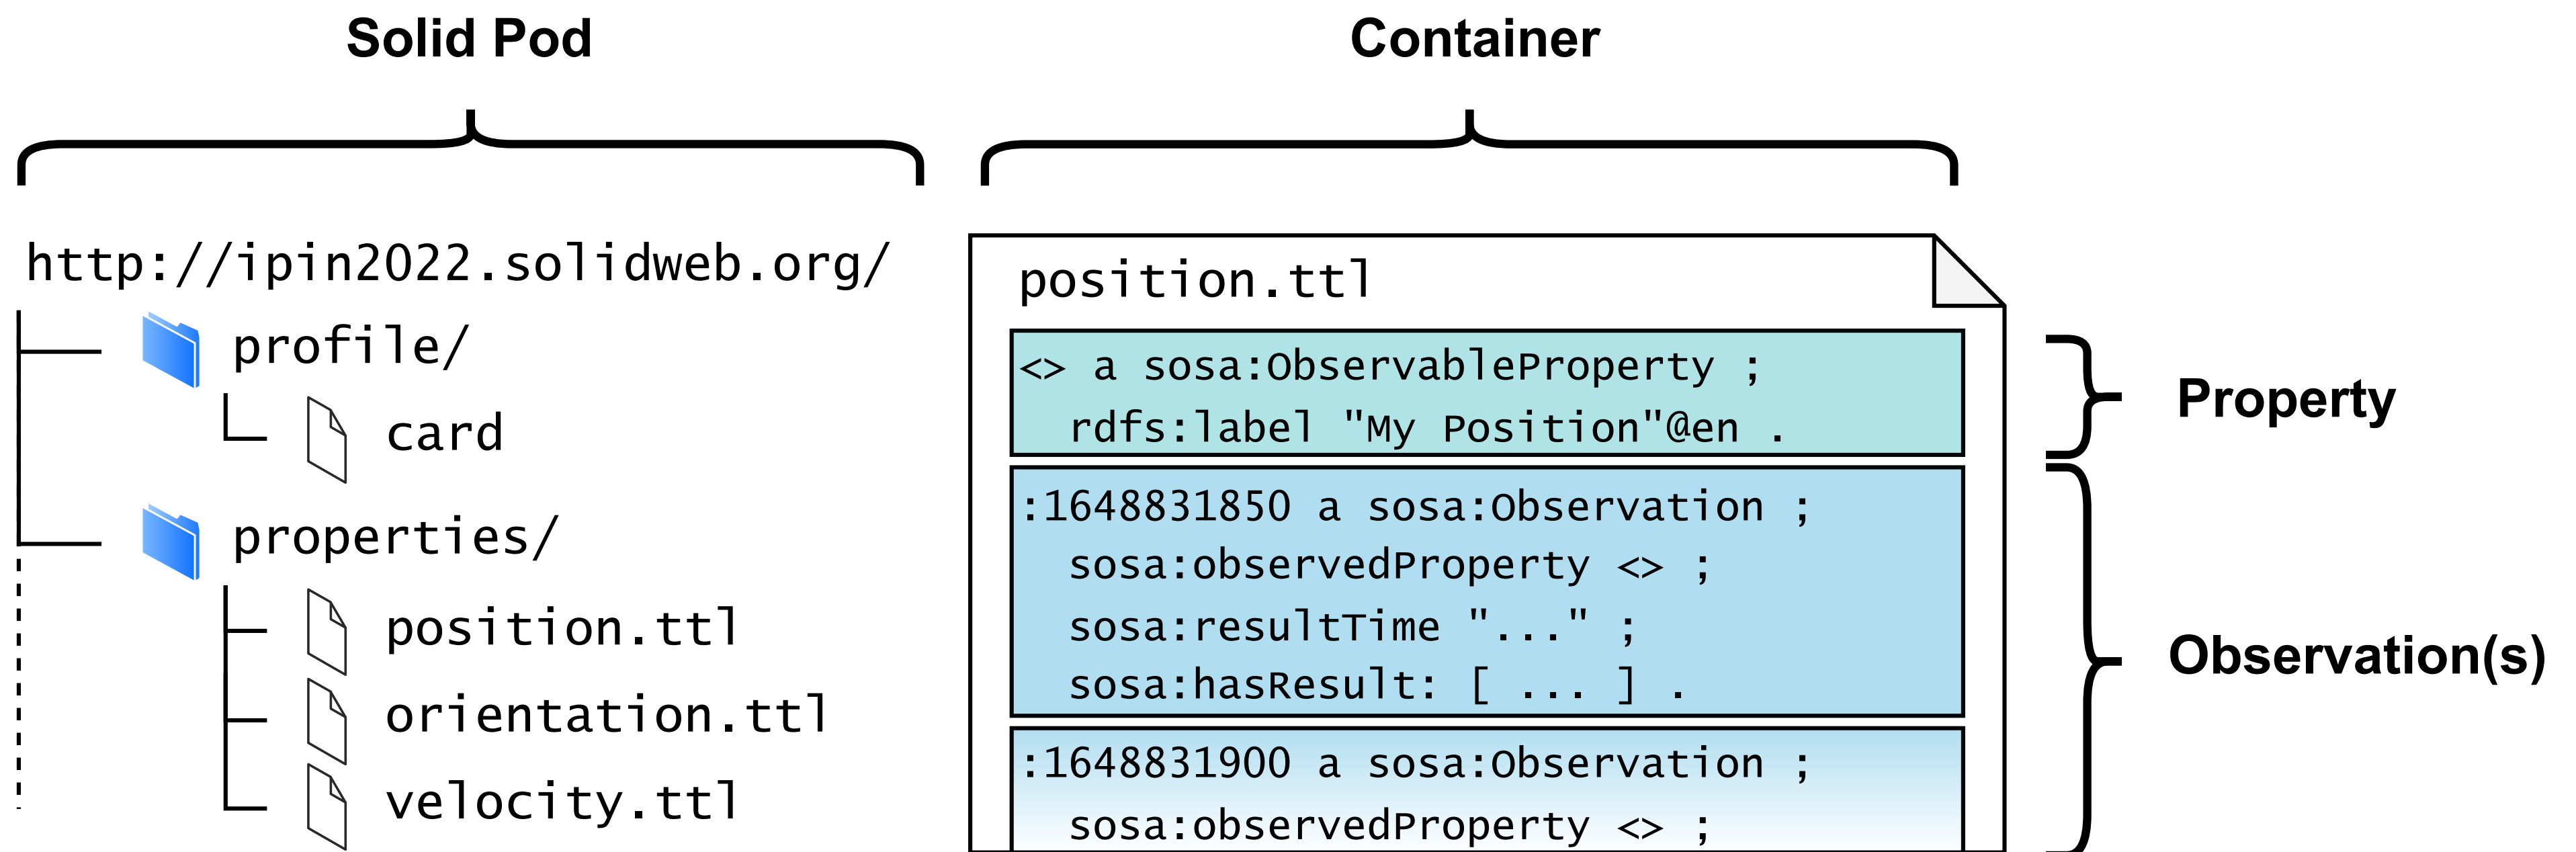 Solid Pod
http://ipin2022.solidweb.org/
profile/
card
properties/
position.ttl
orientation.ttl
velocity.ttl
Container
position.ttl
<> a sosa:ObservableProperty ;
rdfs:label "My Position"@en .
:1648831850 a sosa:Observation ;
sosa:observedProperty <> ;
sosa:resultTime "..." ;
sosa:hasResult: [ ... ] .
:1648831900 a sosa:Observation ;
sosa:observedProperty <> ;
Property
Observation(s)